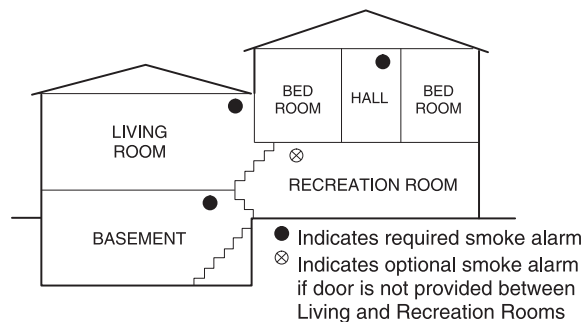 BED
ROOM
HALL
BED
ROOM
LIVING
ROOM
RECREATION ROOM
BASEMENT
Indicates required smoke alarm
Indicates optional smoke alarm
if door is not provided between
Living and Recreation Rooms